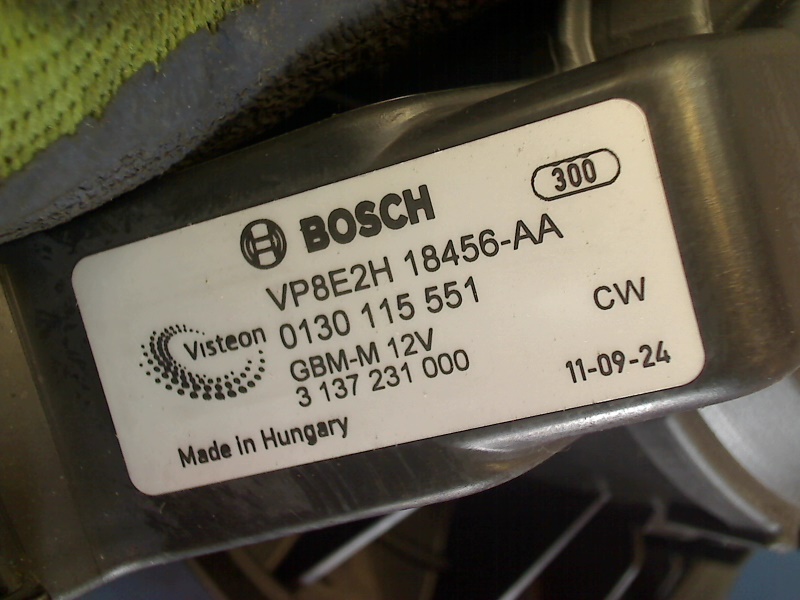 300
BOSCH
VP8E2H 18456-AA
0130 115 551
CW
Visteon
GBM-M 12V
3 137 231 000
11-09-24
Made in Hungary